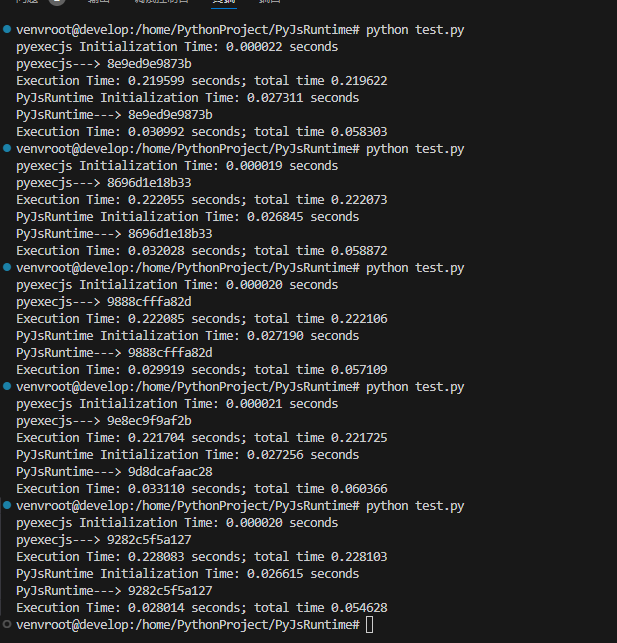 venvroot@develop:/home/PythonProject/PyJsRuntime# python test.py
pyexecjs Initialization Time: 0.000022 seconds
pyexecjs---> 8e9ed9e9873b
Execution Time: 0.219599 seconds; total time 0.219622
PyJsRuntime Initialization Time: 0.027311 seconds
PyJsRuntime---> 8e9ed9e9873b
Execution Time: 0.030992 seconds; total time 0.058303
venvroot@develop:/home/PythonProject/PyJsRuntime# python test.py
pyexecjs Initialization Time: 0.000019 seconds
pyexecjs---> 8696d1e18b33
Execution Time: 0.222055 seconds; total time 0.222073
PyJsRuntime Initialization Time: 0.026845 seconds
PyJsRuntime---> 8696d1e18b33
Execution Time: 0.032028 seconds; total time 0.058872
venvroot@develop:/home/PythonProject/PyJsRuntime# python test.py
pyexecjs Initialization Time: 0.000020 seconds
pyexecjs---> 9888cfffa82d
Execution Time: 0.222085 seconds; total time 0.222106
PyJsRuntime Initialization Time: 0.027190 seconds
PyJsRuntime---> 9888cfffa82d
Execution Time: 0.029919 seconds; total time 0.057109
venvroot@develop:/home/PythonProject/PyJsRuntime# python test.py
pyexecjs Initialization Time: 0.000021 seconds
pyexecjs---> 9e8ec9f9af2b
Execution Time: 0.221704 seconds; total time 0.221725
PyJsRuntime Initialization Time: 0.027256 seconds
PyJsRuntime---> 9d8dcafaac28
Execution Time: 0.033110 seconds; total time 0.060366
venvroot@develop:/home/PythonProject/PyJsRuntime# python test.py
pyexecjs Initialization Time: 0.000020 seconds
pyexecjs---> 9282c5f5a127
Execution Time: 0.228083 seconds; total time 0.228103
PyJsRuntime Initialization Time: 0.026615 seconds
PyJsRuntime---> 9282c5f5a127
Execution Time: 0.028014 seconds; total time 0.054628
venvroot@develop:/home/PythonProject/PyJsRuntime#